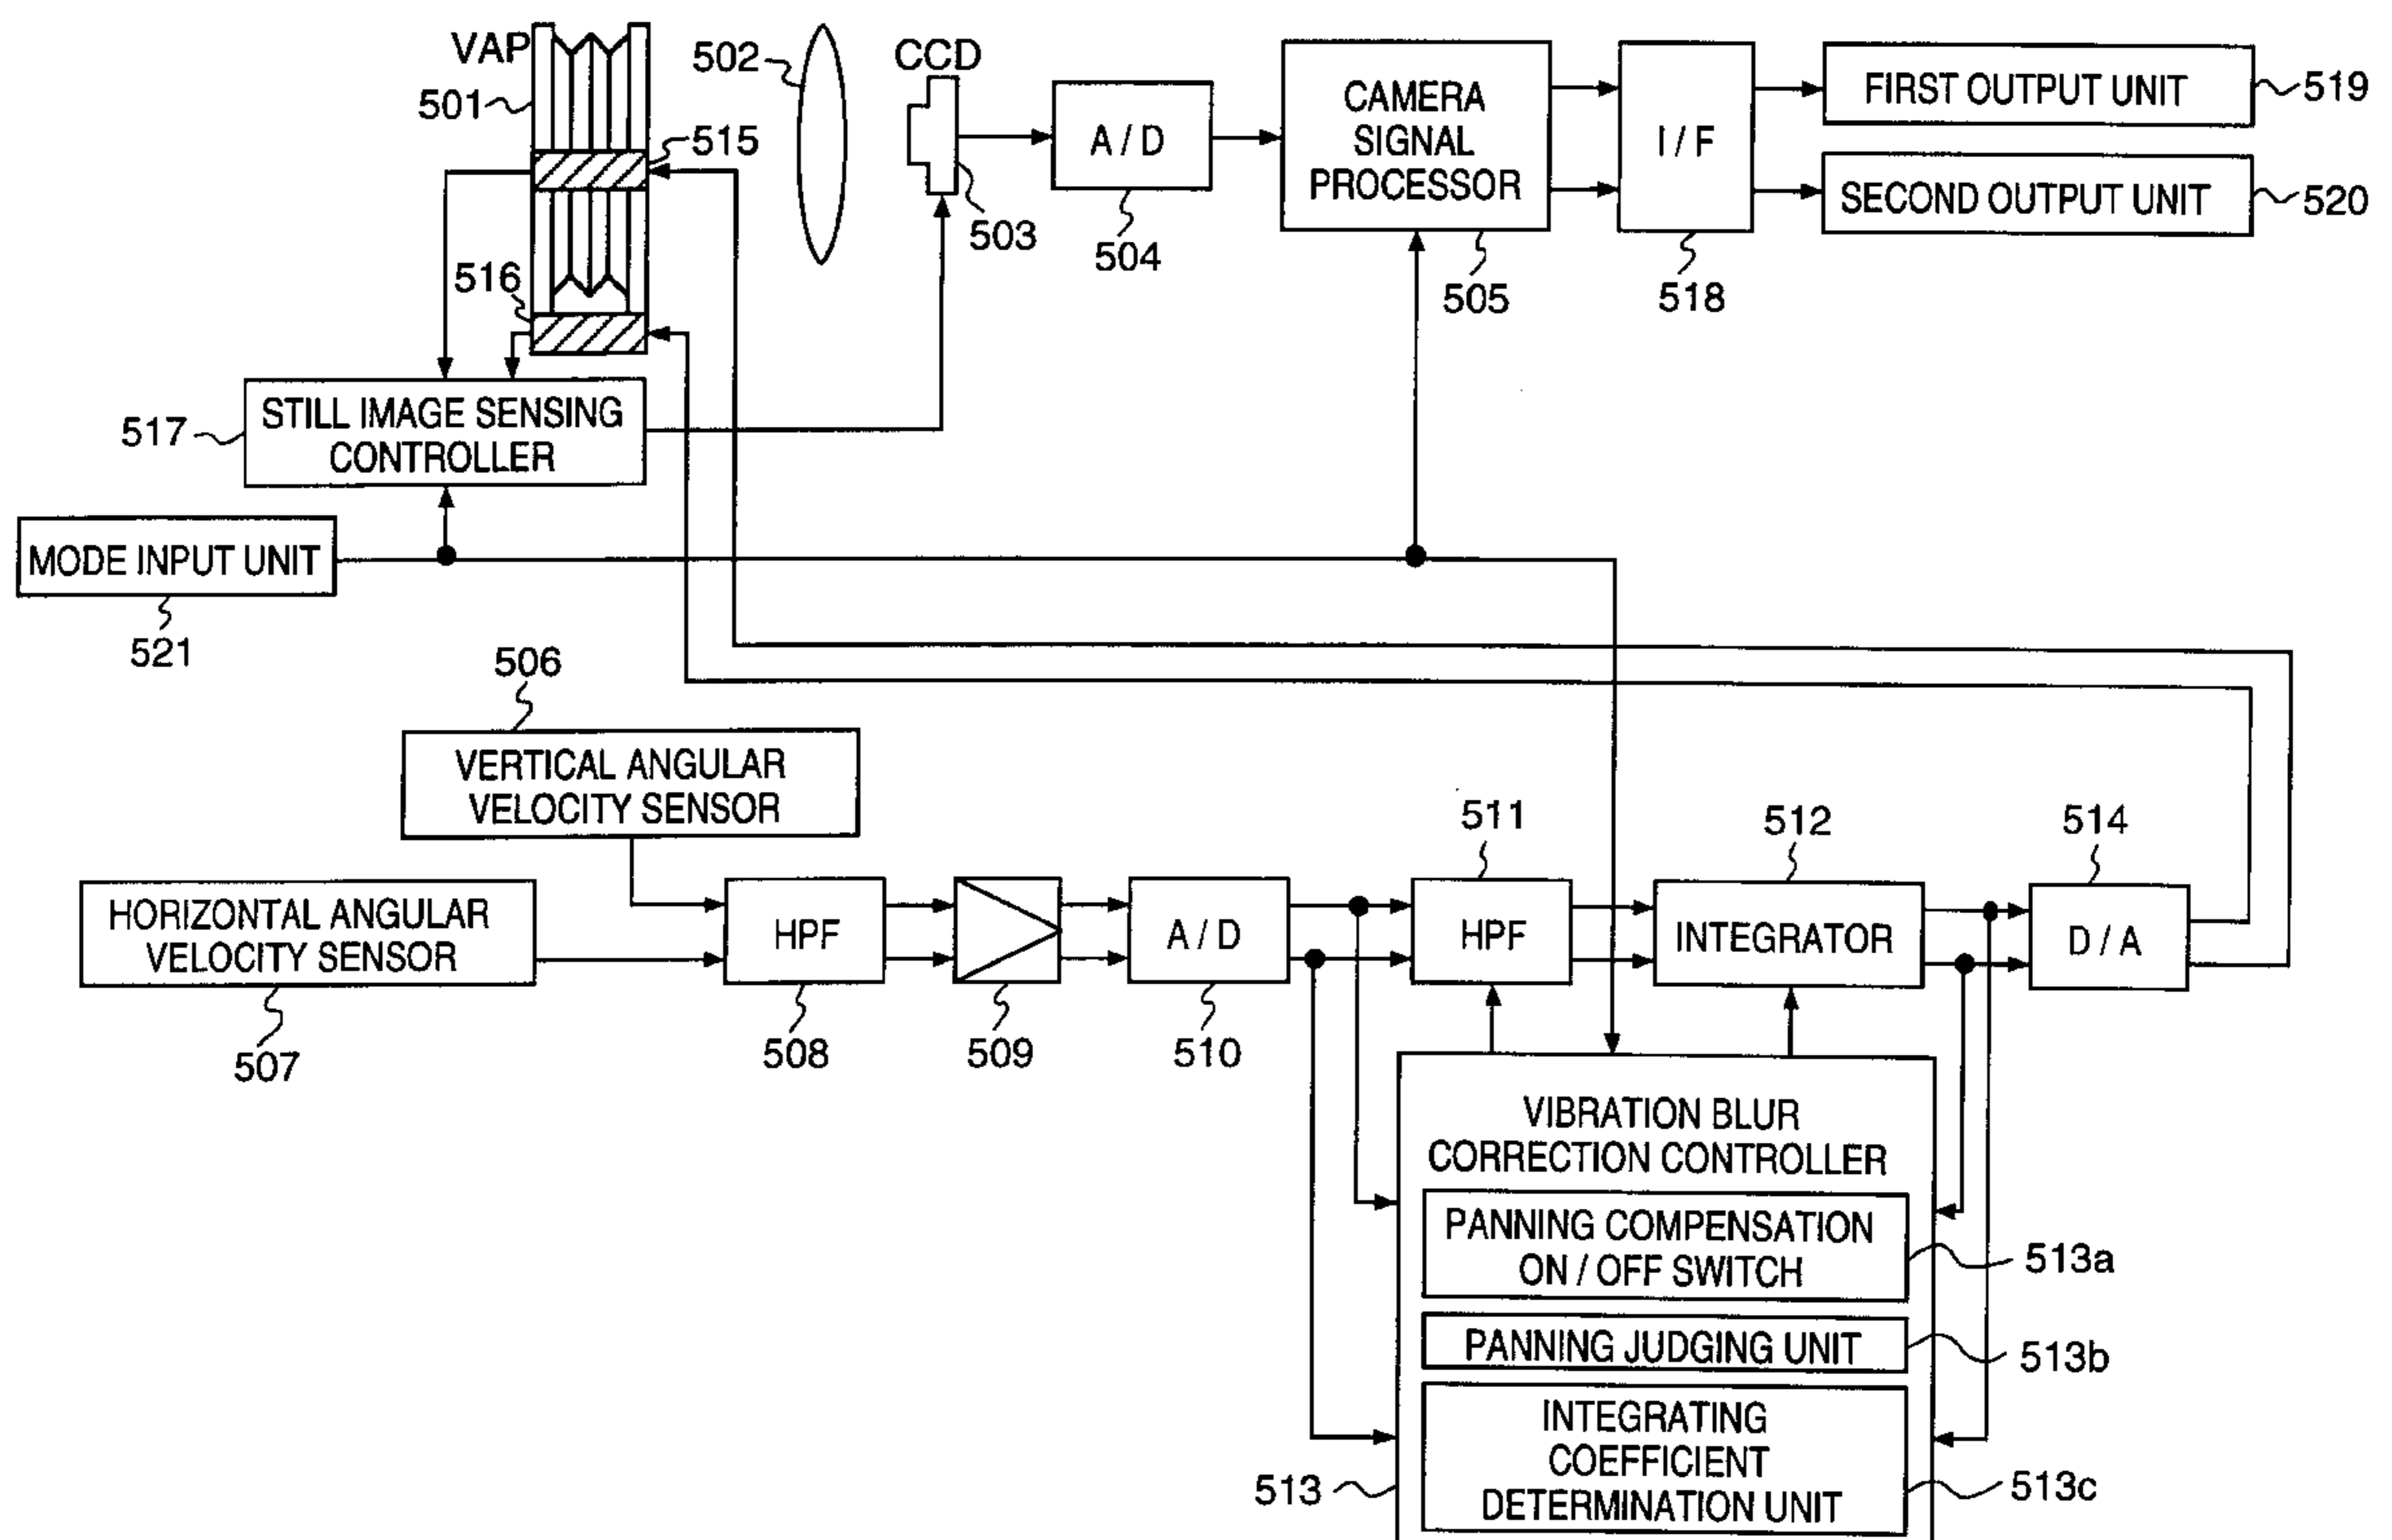 VAP
501
515
516
502
CCD
503
A / D
504
CAMERA
SIGNAL
PROCESSOR
505
I / F
518
FIRST OUTPUT UNIT
519
SECOND OUTPUT UNIT
520
517
STILL IMAGE SENSING
CONTROLLER
MODE INPUT UNIT
521
506
VERTICAL ANGULAR
VELOCITY SENSOR
HORIZONTAL ANGULAR
VELOCITY SENSOR
507
HPF
508
509
A / D
510
511
HPF
512
INTEGRATOR
514
D / A
VIBRATION BLUR
CORRECTION CONTROLLER
PANNING COMPENSATION
ON / OFF SWITCH
513a
PANNING JUDGING UNIT
513b
INTEGRATING
COEFFICIENT
DETERMINATION UNIT
513c
513